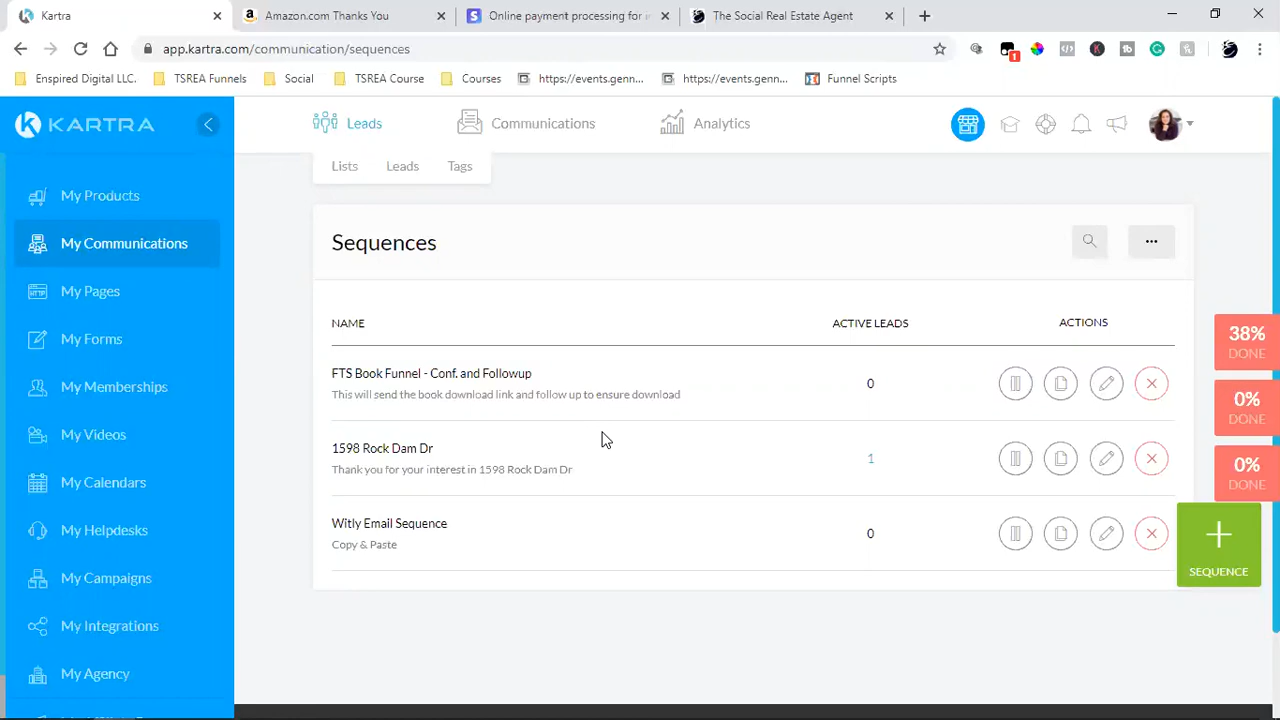 Kartra
Amazon.com Thanks You
Online payment processing for i
The Social Real Estate Agent
app.kartra.com/communication/sequences
1
Enspired Digital LLC.
TSREA Funnels
Social
TSREA Course
Courses
https://events.genn...
https://events.genn...
Funnel Scripts
KARTRA
Leads
Communications
Analytics
Lists
Leads
Tags
My Products
My Communications
My Pages
My Forms
My Memberships
My Videos
My Calendars
My Helpdesks
My Campaigns
My Integrations
My Agency
Sequences
NAME
ACTIVE LEADS
ACTIONS
FTS Book Funnel - Conf. and Followup
This will send the book download link and follow up to ensure download
0
1598 Rock Dam Dr
Thank you for your interest in 1598 Rock Dam Dr
1
Witly Email Sequence
Copy & Paste
0
38%
DONE
0%
DONE
0%
DONE
SEQUENCE